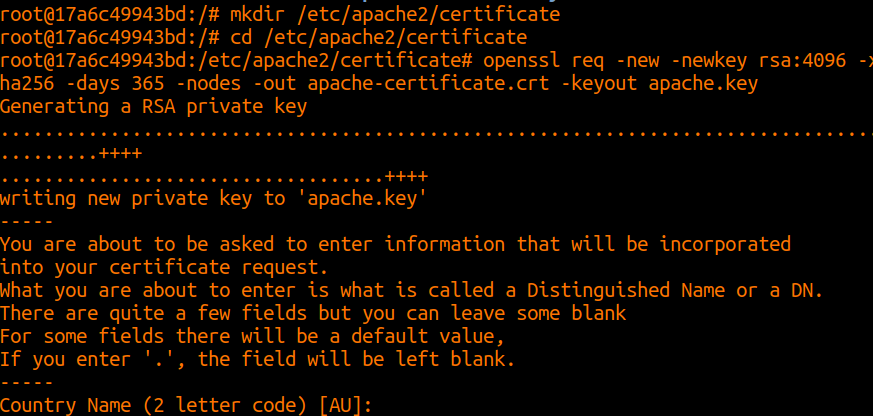 root@17a6c49943bd:/# mkdir /etc/apache2/certificate
root@17a6c49943bd:/# cd /etc/apache2/certificate
root@17a6c49943bd:/etc/apache2/certificate# openssl req -new -newkey rsa:4096 -x
ha256 -days 365 -nodes -out apache-certificate.crt -keyout apache.key
Generating a RSA private key
................................................................................
.........++++
...................................++++
writing new private key to 'apache.key'
-----
You are about to be asked to enter information that will be incorporated
into your certificate request.
What you are about to enter is what is called a Distinguished Name or a DN.
There are quite a few fields but you can leave some blank
For some fields there will be a default value,
If you enter '.', the field will be left blank.
-----
Country Name (2 letter code) [AU]: